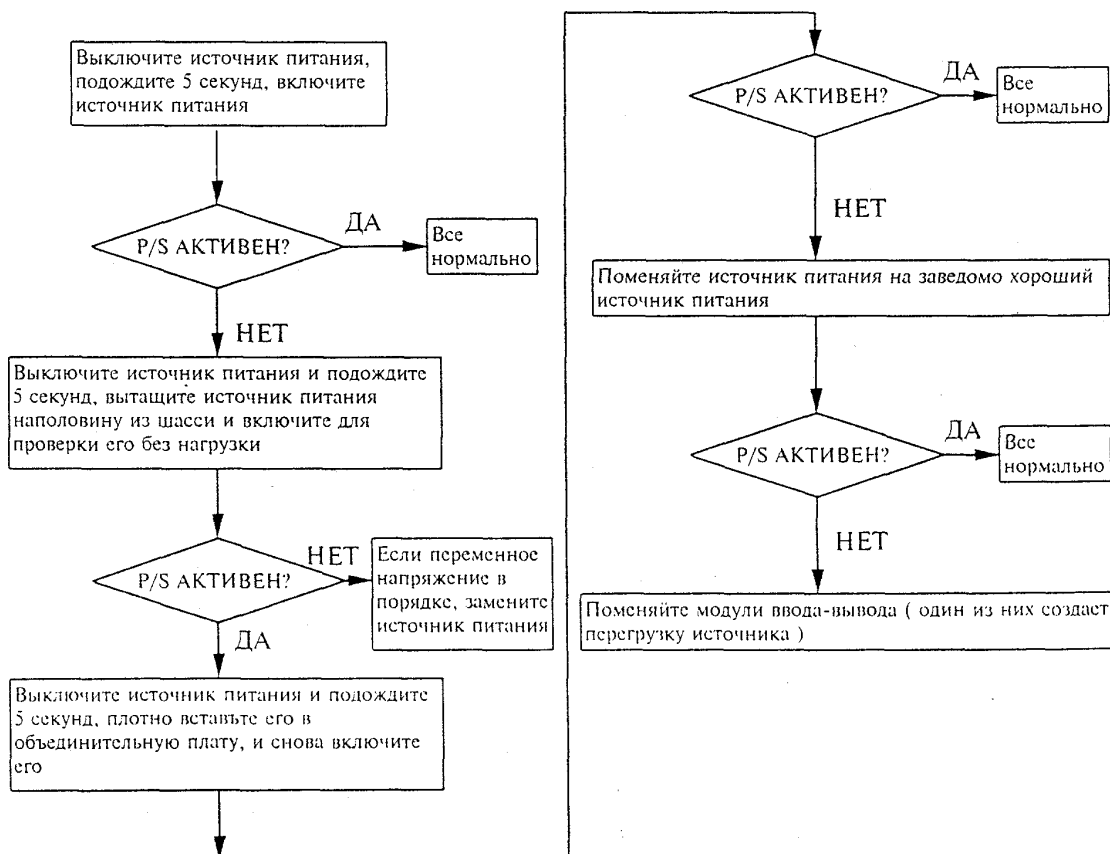 Выключите источник питания,
подождите 5 секунд, включите
источник питания
P/S АКТИВЕН?
ДА
Все
нормально
НЕТ
Выключите источник питания и подождите
5 секунд, вытащите источник питания
наполовину из шасси и включите для
проверки его без нагрузки
P/S АКТИВЕН?
НЕТ
Если переменное
напряжение в
порядке, замените
источник питания
ДА
Выключите источник питания и подождите
5 секунд, плотно вставьте его в
объединительную плату, и снова включите
его
P/S АКТИВЕН?
ДА
Все
нормально
НЕТ
Поменяйте источник питания на заведомо хороший
источник питания
P/S АКТИВЕН?
ДА
Все
нормально
НЕТ
Поменяйте модули ввода-вывода ( один из них создает
перегрузку источника )